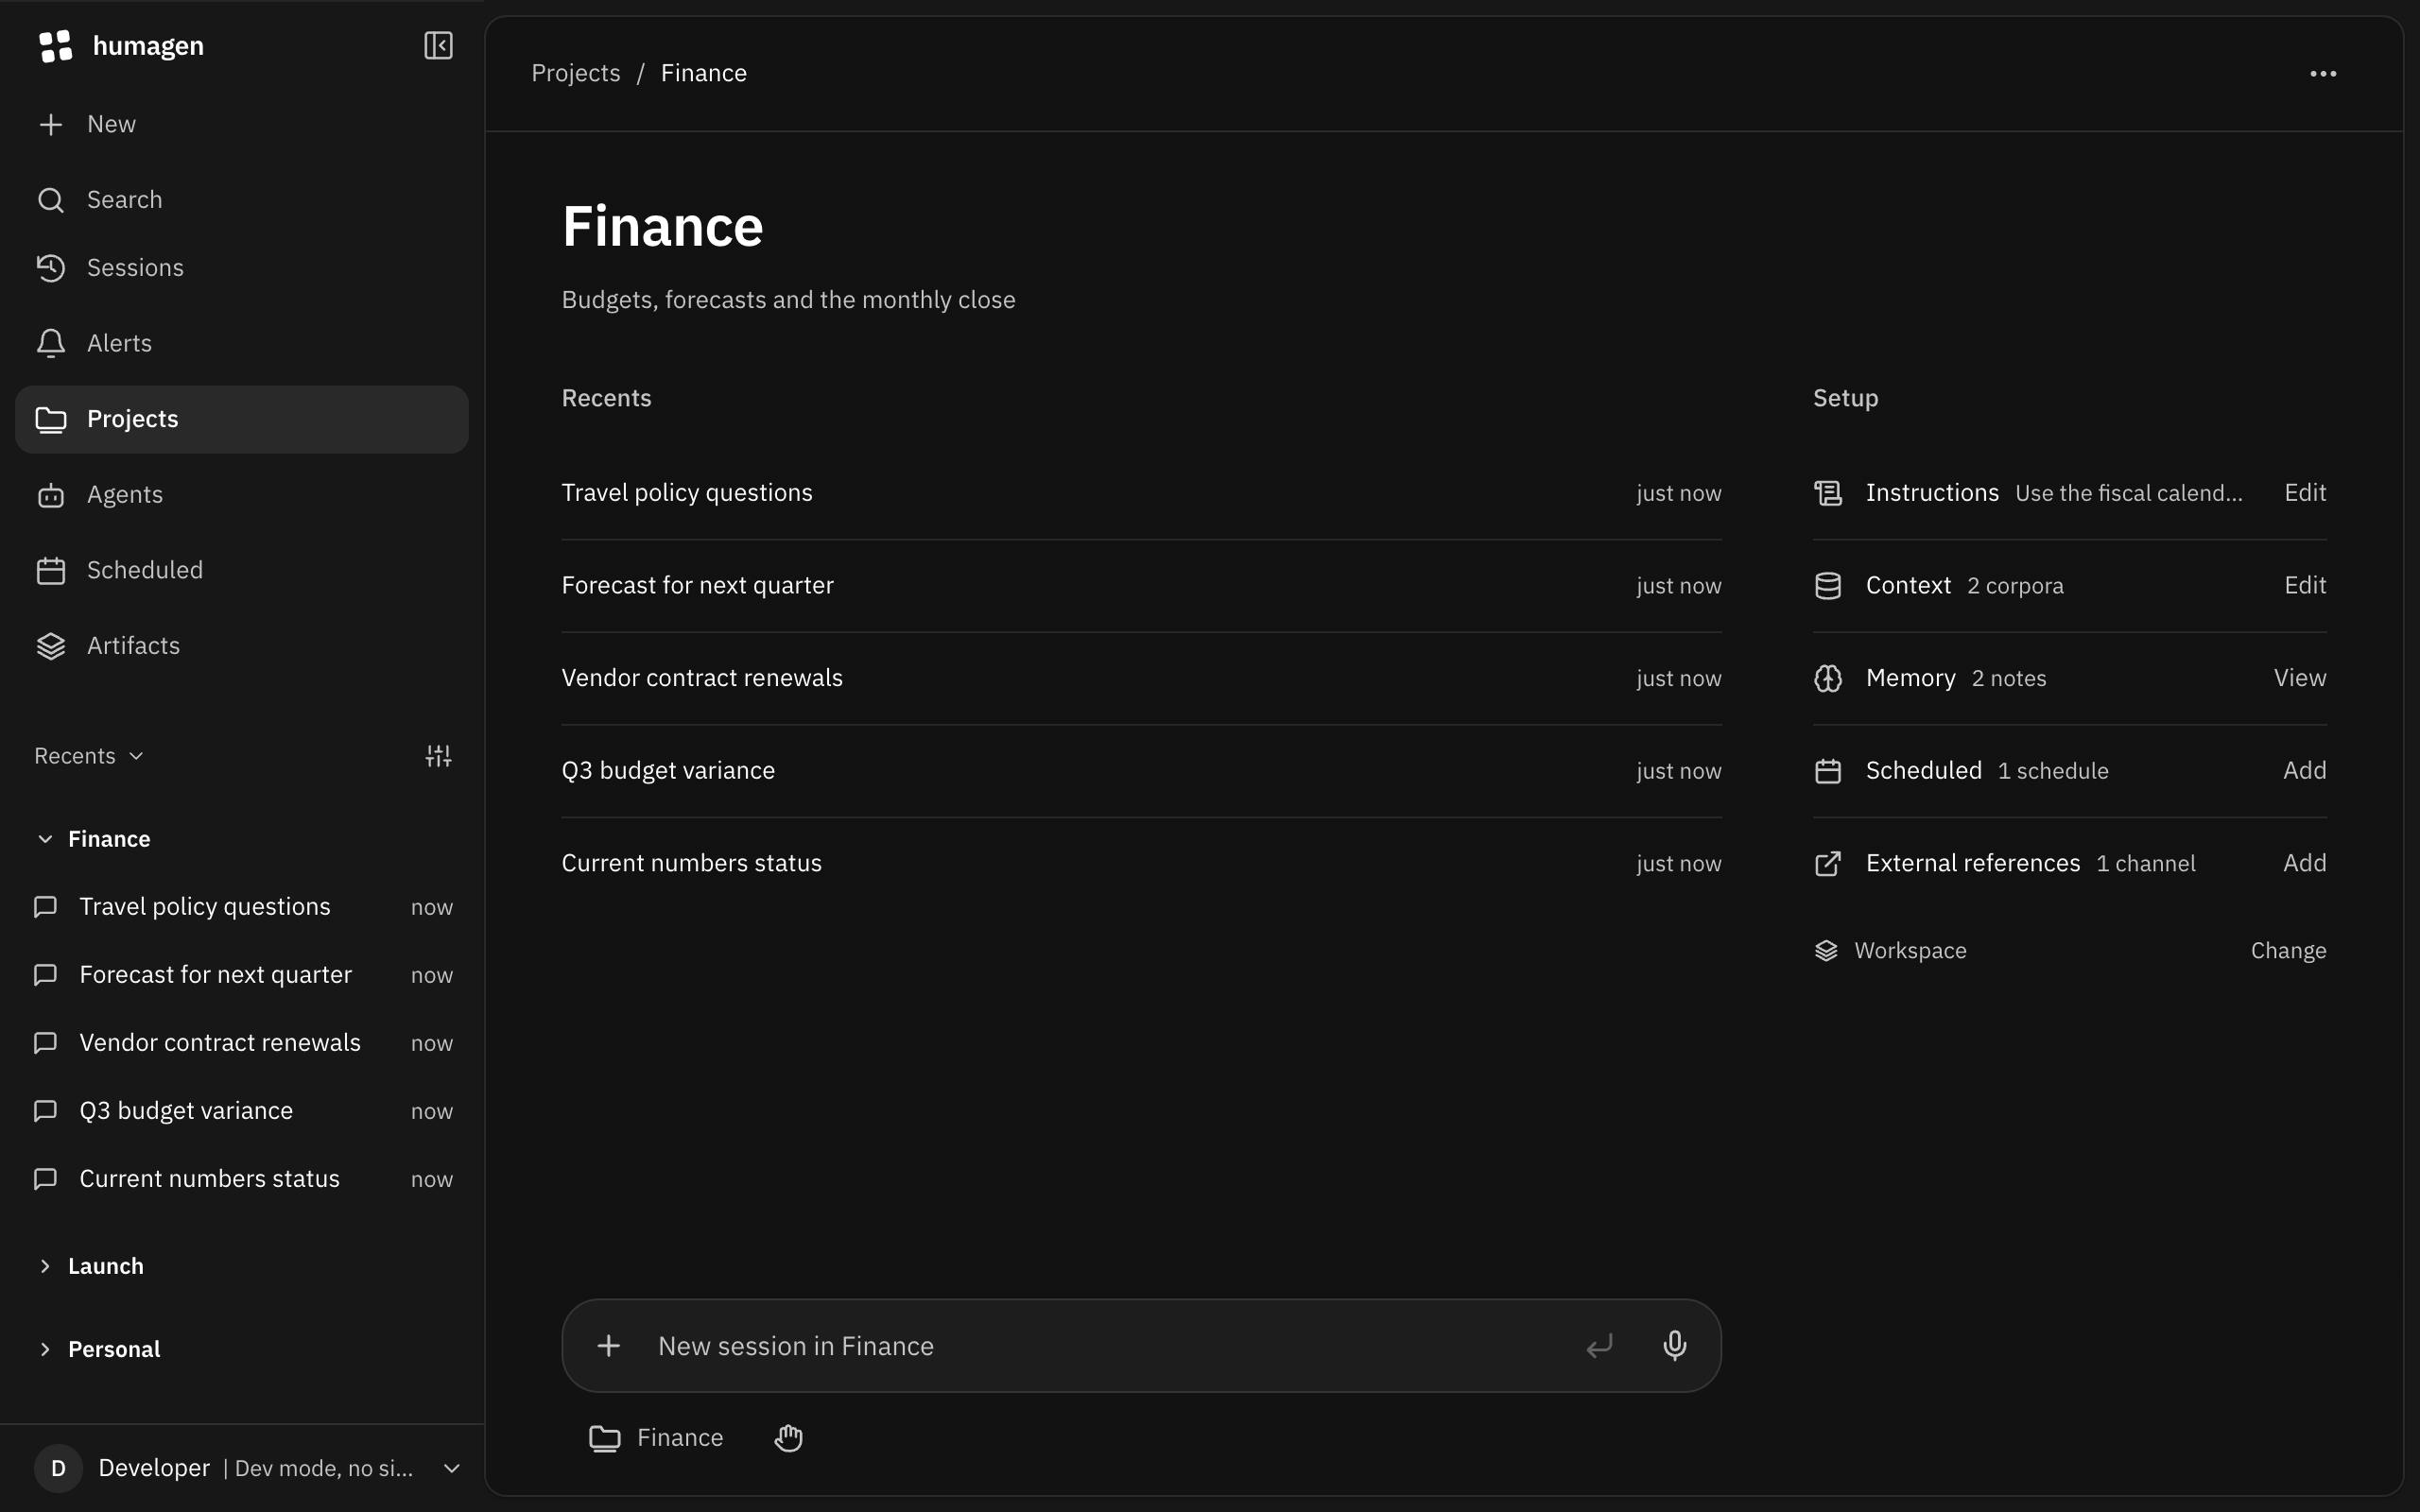 humagen
New
Search
Sessions
Alerts
Projects
Agents
Scheduled
Artifacts
Recents
Finance
Travel policy questions now
Forecast for next quarter now
Vendor contract renewals now
Q3 budget variance now
Current numbers status now
Launch
Personal
D Developer | Dev mode, no si...
Projects / Finance
Finance
Budgets, forecasts and the monthly close
Recents
Travel policy questions just now
Forecast for next quarter just now
Vendor contract renewals just now
Q3 budget variance just now
Current numbers status just now
Setup
Instructions Use the fiscal calend... Edit
Context 2 corpora Edit
Memory 2 notes View
Scheduled 1 schedule Add
External references 1 channel Add
Workspace Change
New session in Finance
Finance